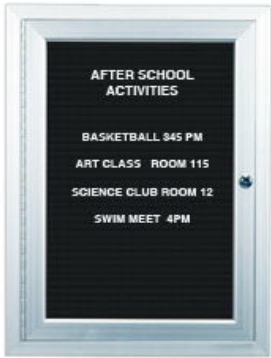 AFTER SCHOOL
ACTIVITIES
BASKETBALL 345 PM
ART CLASS ROOM 115
SCIENCE CLUB ROOM 12
SWIM MEET 4PM